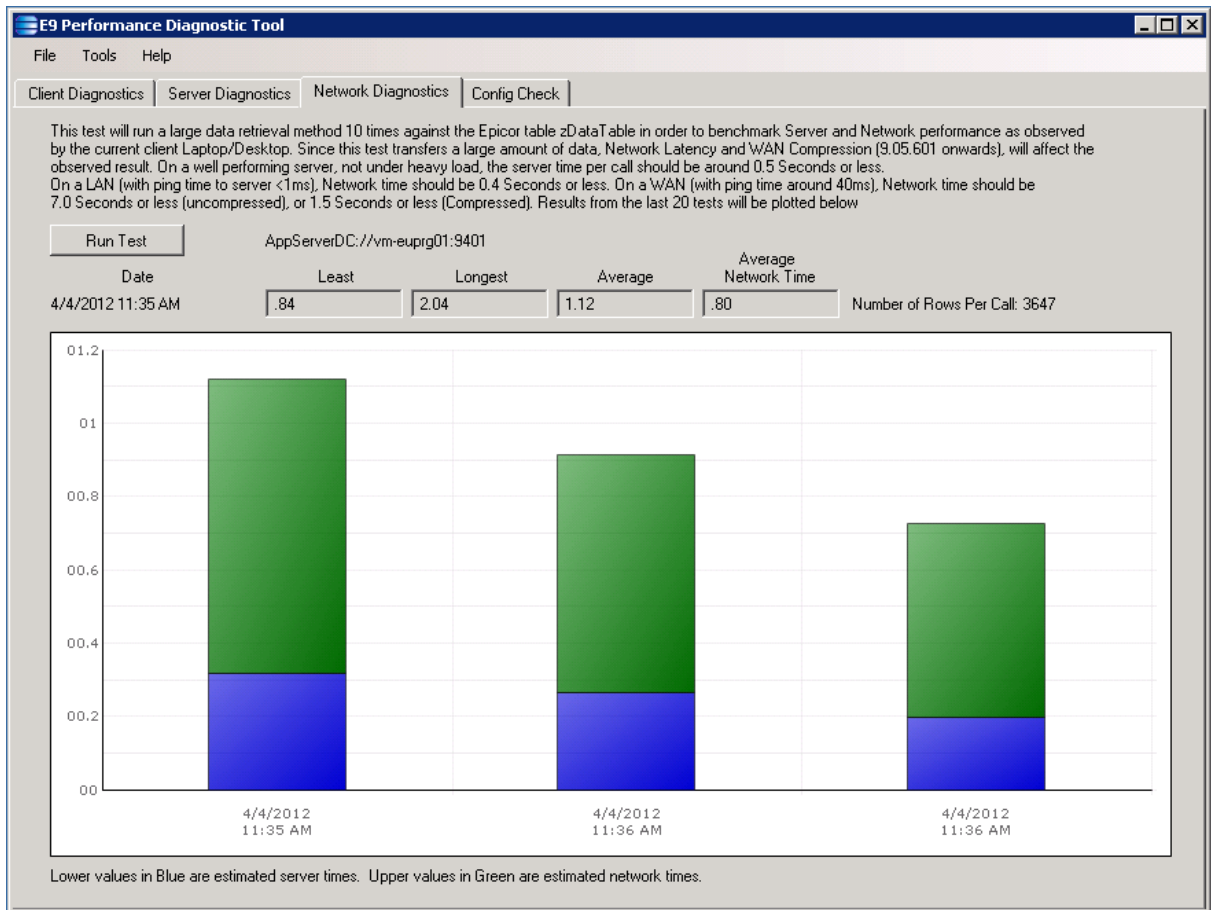 E9 Performance Diagnostic Tool
File Tools Help
Client Diagnostics Server Diagnostics Network Diagnostics Config Check
This test will run a large data retrieval method 10 times against the Epicor table zDataTable in order to benchmark Server and Network performance as observed
by the current client Laptop/Desktop. Since this test transfers a large amount of data, Network Latency and WAN Compression (9.05.601 onwards), will affect the
observed result. On a well performing server, not under heavy load, the server time per call should be around 0.5 Seconds or less.
On a LAN (with ping time to server <1ms), Network time should be 0.4 Seconds or less. On a WAN (with ping time around 40ms), Network time should be
7.0 Seconds or less (uncompressed), or 1.5 Seconds or less (Compressed). Results from the last 20 tests will be plotted below
Run Test AppServerDC://vm-euprg01:9401
Date Least Longest Average Average Network Time
4/4/2012 11:35 AM .84 2.04 1.12 .80 Number of Rows Per Call: 3647
01.2
01
00.8
00.6
00.4
00.2
00
4/4/2012 4/4/2012 4/4/2012
11:35 AM 11:36 AM 11:36 AM
Lower values in Blue are estimated server times. Upper values in Green are estimated network times.